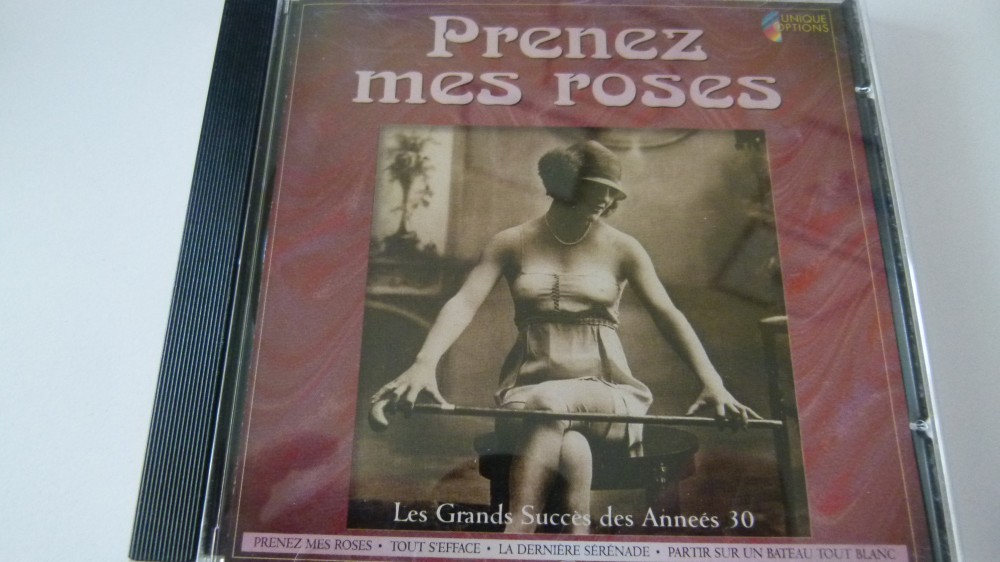 Prenez
mes roses
UNIQUE
OPTIONS
Les Grands Succès des Anneés 30
PRENEZ MES ROSES • TOUT S'EFFACE • LA DERNIÈRE SÉRÉNADE • PARTIR SUR UN BATEAU TOUT BLANC